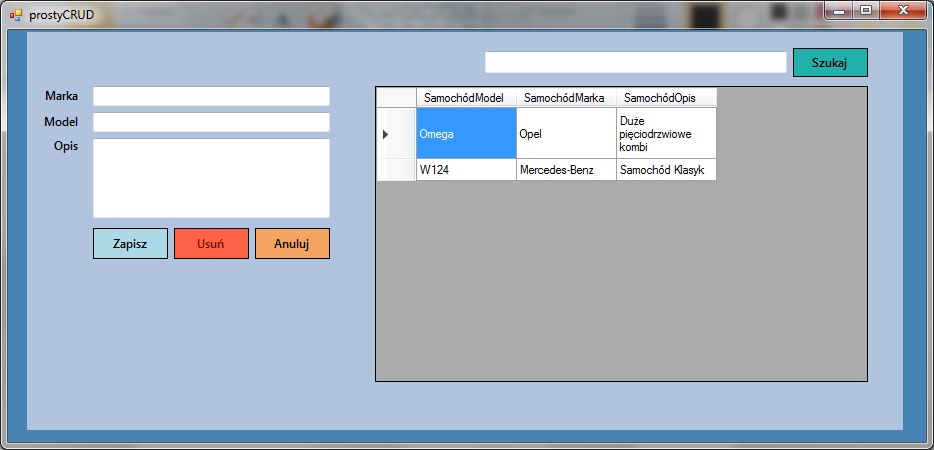 prostyCRUD
Szukaj
Marka
Model
Opis
Zapisz Usuń Anuluj
SamochódModel SamochódMarka SamochódOpis
Omega Opel Duże
pięciodrzwiowe
kombi
W124 Mercedes-Benz Samochód Klasyk